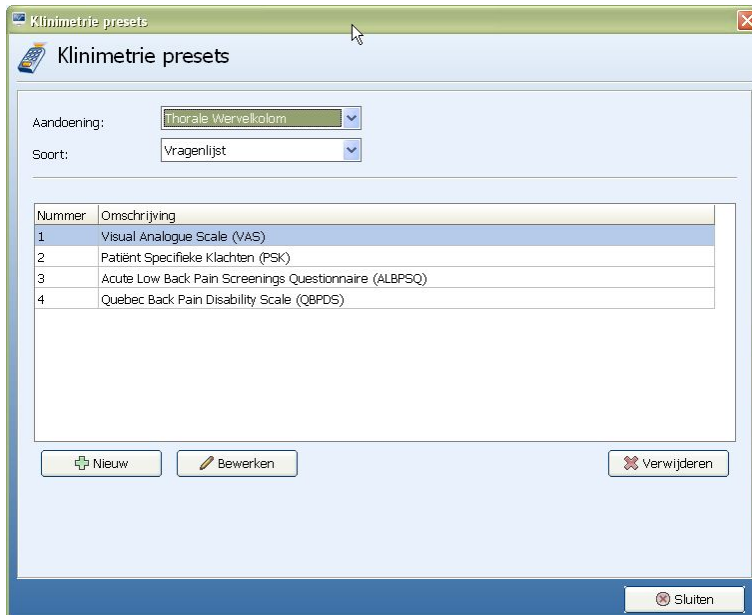 Klinimetrie presets
Klinimetrie presets
Aandoening: Thorale Wervelkolom
Soort: Vragenlijst
Nummer Omschrijving
1 Visual Analogue Scale (VAS)
2 Patiënt Specifieke Klachten (PSK)
3 Acute Low Back Pain Screenings Questionnaire (ALBPSQ)
4 Quebec Back Pain Disability Scale (QBPDS)
Nieuw Bewerken Verwijderen
Sluiten